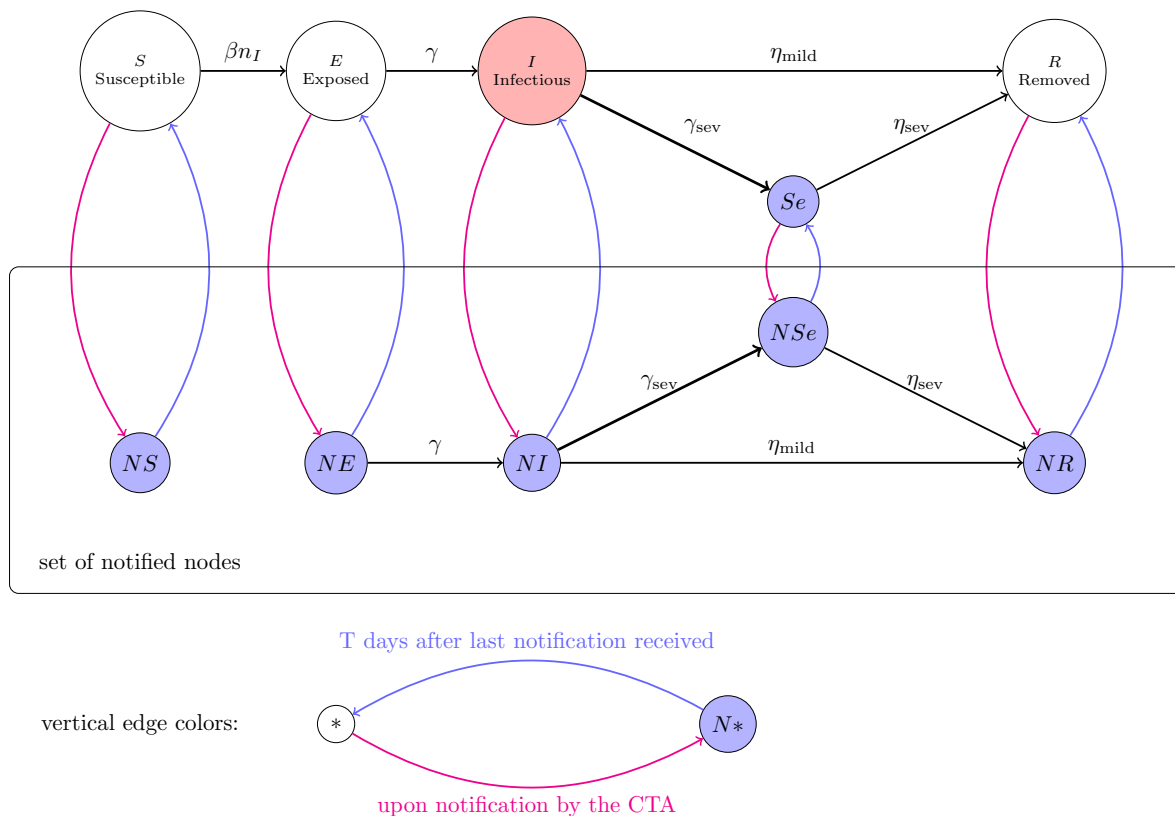 S
Susceptible
βn_I
E
Exposed
γ
I
Infectious
η_mild
R
Removed
γ_sev
η_sev
Se
NSe
γ_sev
η_sev
NS
NE
γ
NI
η_mild
NR
set of notified nodes
T days after last notification received
vertical edge colors:
*
N*
upon notification by the CTA